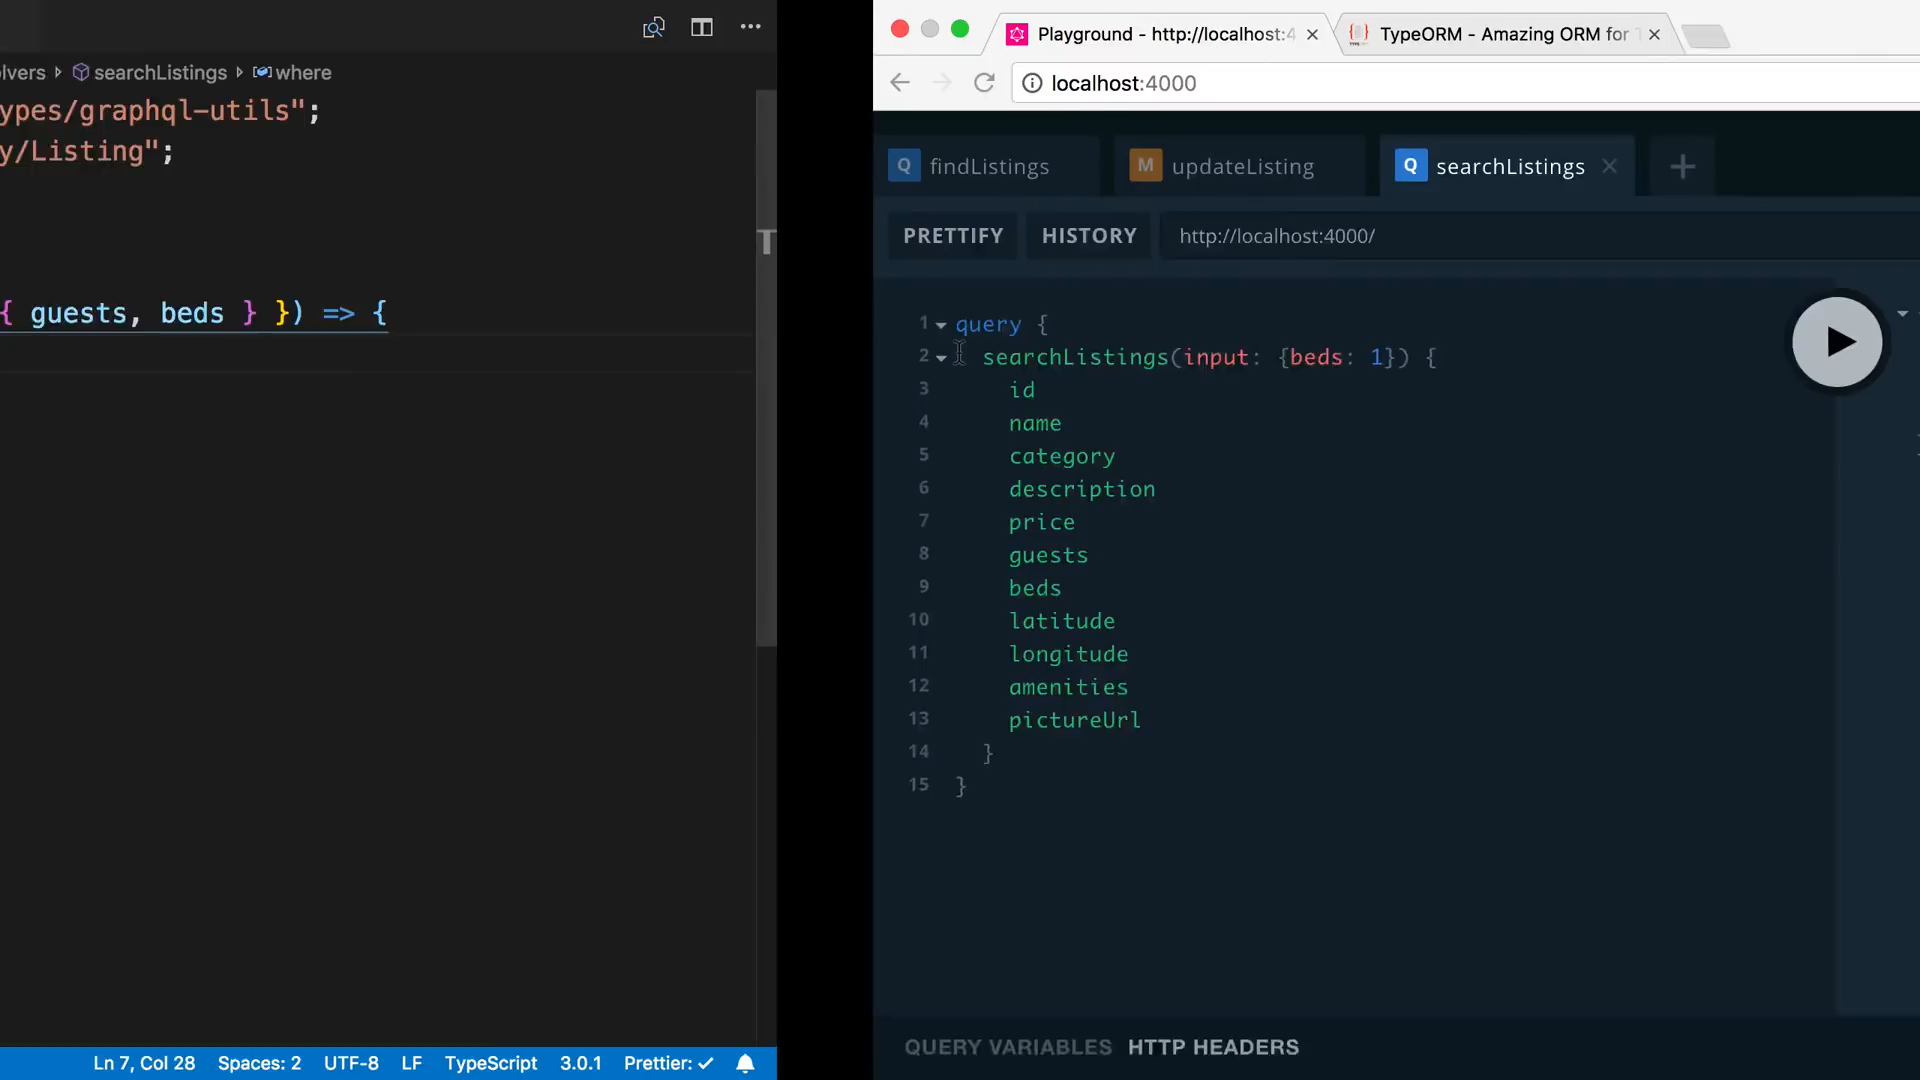 lvers searchListings where
ypes/graphql-utils";
y/Listing";
{ guests, beds } }) => {
Ln 7, Col 28 Spaces: 2 UTF-8 LF TypeScript 3.0.1 Prettier: ✓
Playground - http://localhost:4
TypeORM - Amazing ORM for T
localhost:4000
Q findListings
M updateListing
Q searchListings
PRETTIFY HISTORY http://localhost:4000/
1 query {
2 searchListings(input: {beds: 1}) {
3 id
4 name
5 category
6 description
7 price
8 guests
9 beds
10 latitude
11 longitude
12 amenities
13 pictureUrl
14 }
15 }
QUERY VARIABLES HTTP HEADERS